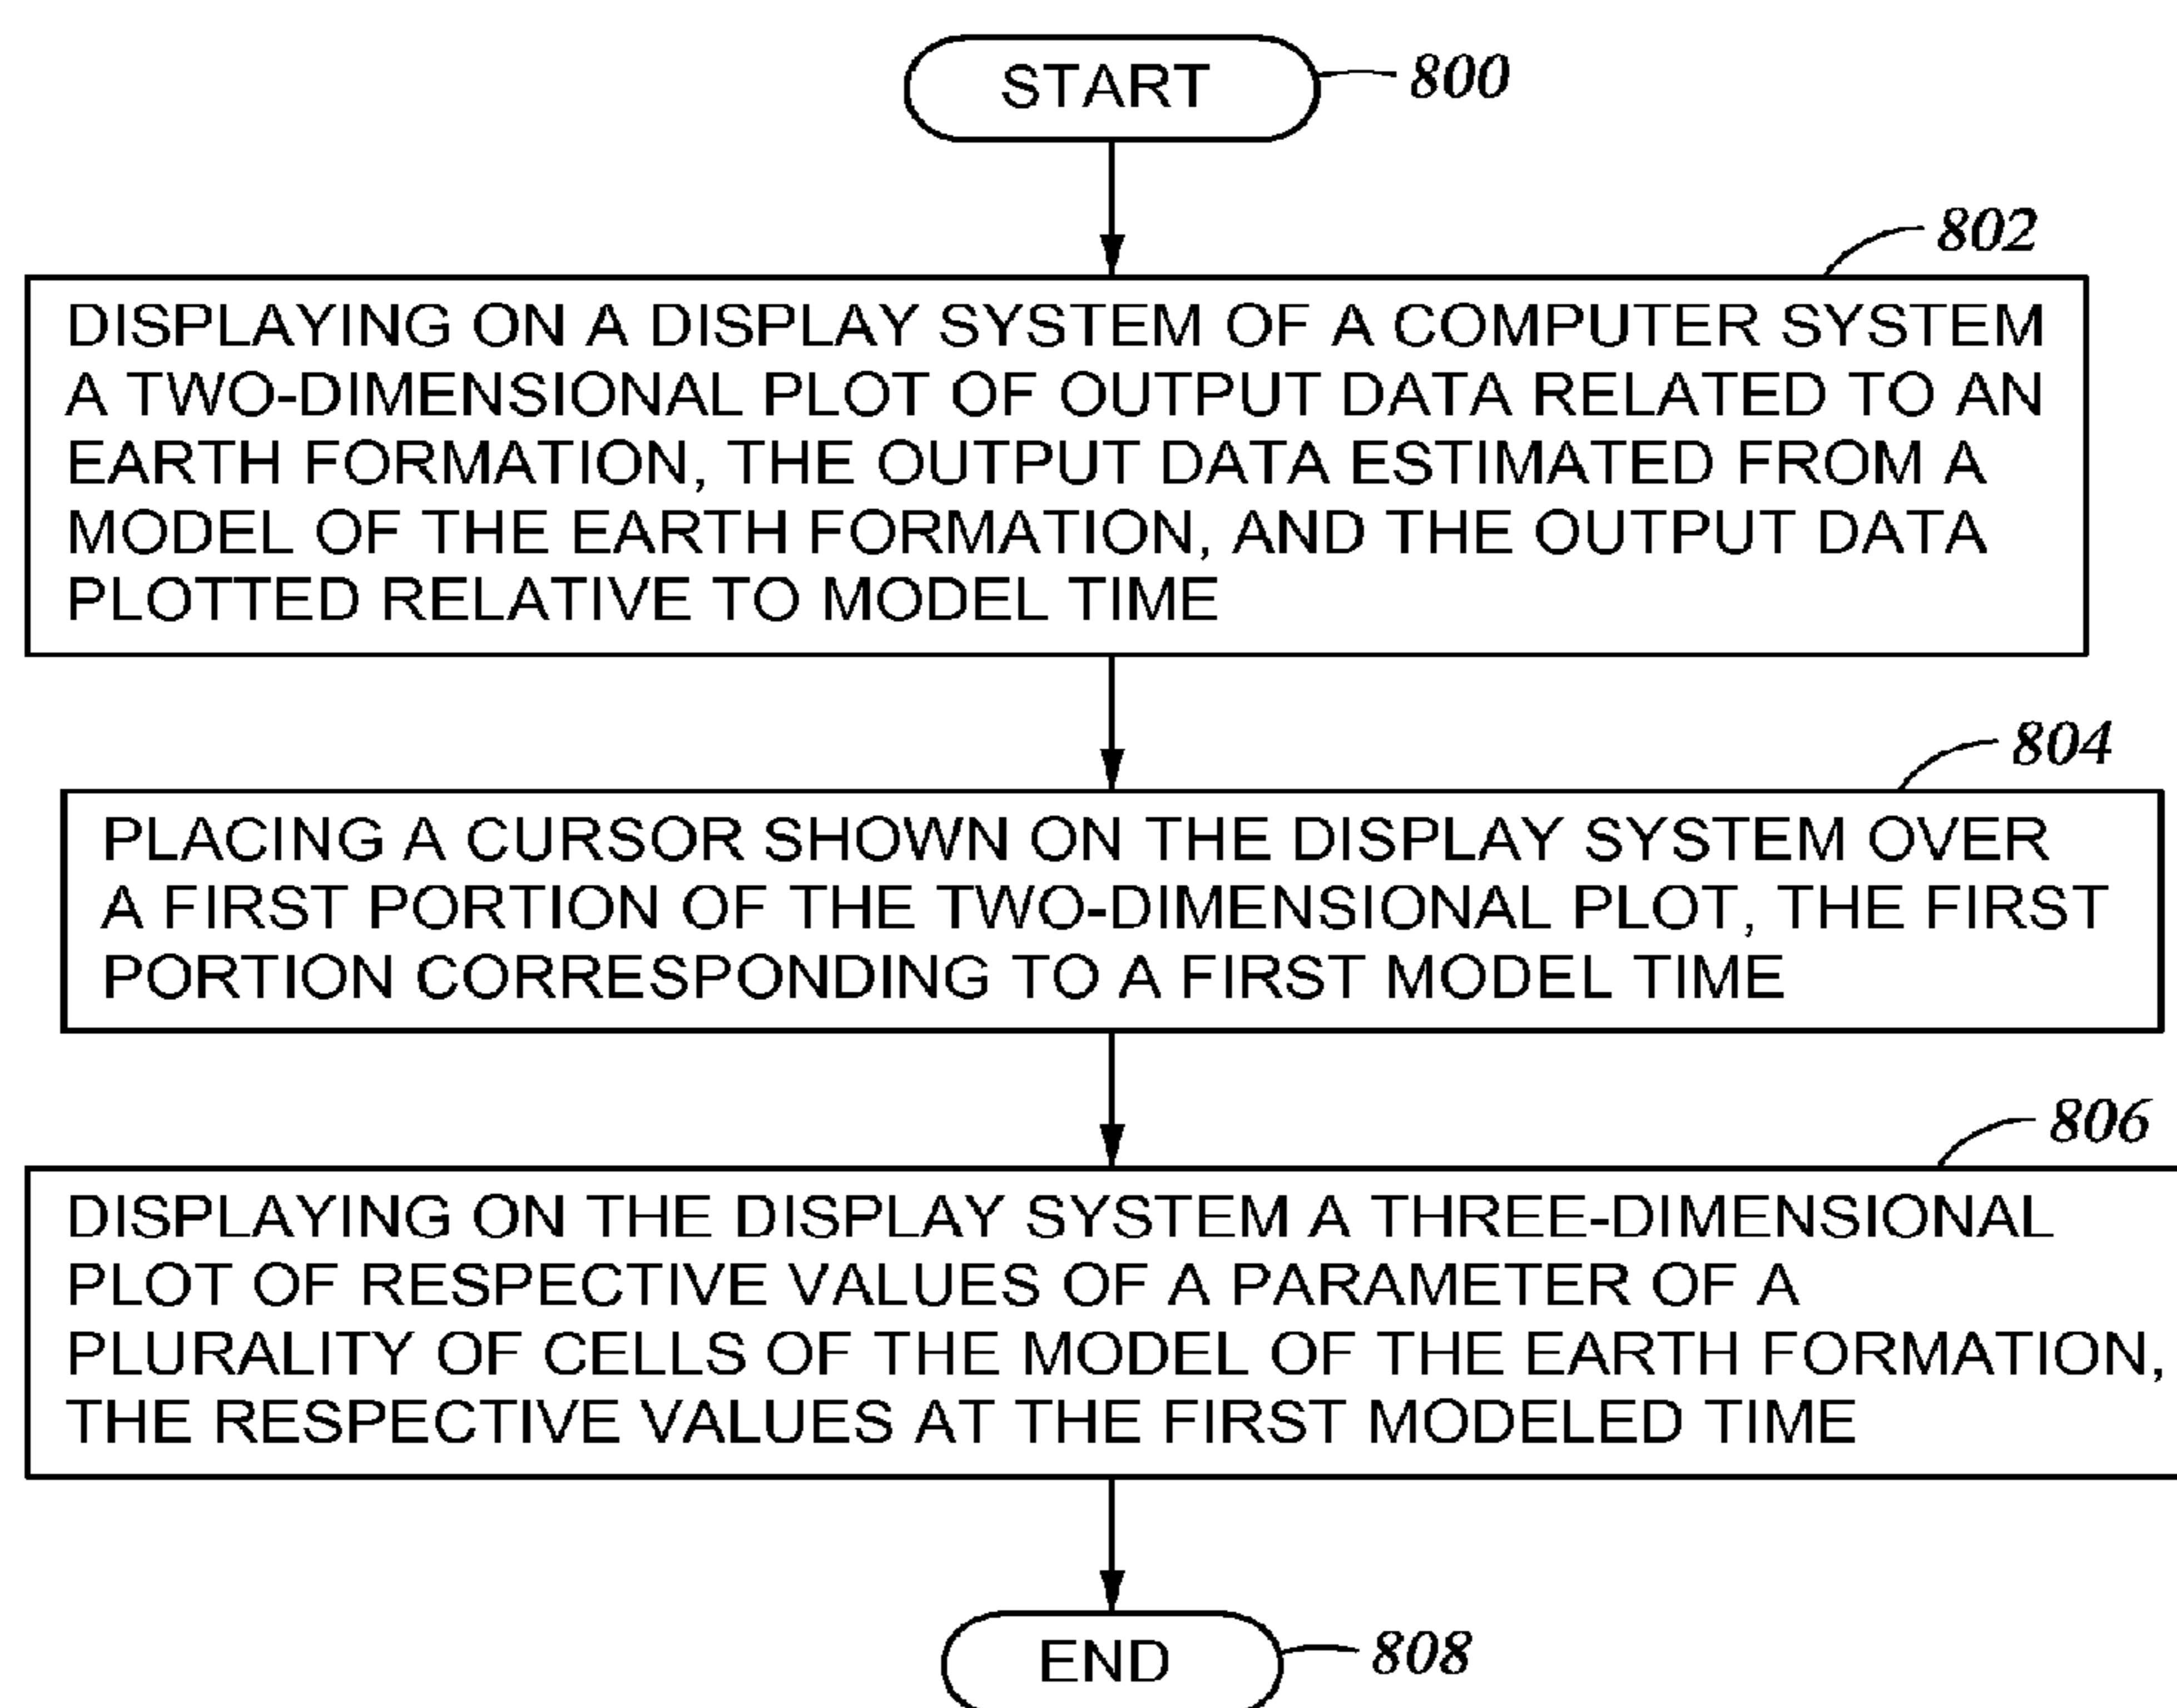 START
800
802
DISPLAYING ON A DISPLAY SYSTEM OF A COMPUTER SYSTEM
A TWO-DIMENSIONAL PLOT OF OUTPUT DATA RELATED TO AN
EARTH FORMATION, THE OUTPUT DATA ESTIMATED FROM A
MODEL OF THE EARTH FORMATION, AND THE OUTPUT DATA
PLOTTED RELATIVE TO MODEL TIME
804
PLACING A CURSOR SHOWN ON THE DISPLAY SYSTEM OVER
A FIRST PORTION OF THE TWO-DIMENSIONAL PLOT, THE FIRST
PORTION CORRESPONDING TO A FIRST MODEL TIME
806
DISPLAYING ON THE DISPLAY SYSTEM A THREE-DIMENSIONAL
PLOT OF RESPECTIVE VALUES OF A PARAMETER OF A
PLURALITY OF CELLS OF THE MODEL OF THE EARTH FORMATION,
THE RESPECTIVE VALUES AT THE FIRST MODELED TIME
END
808